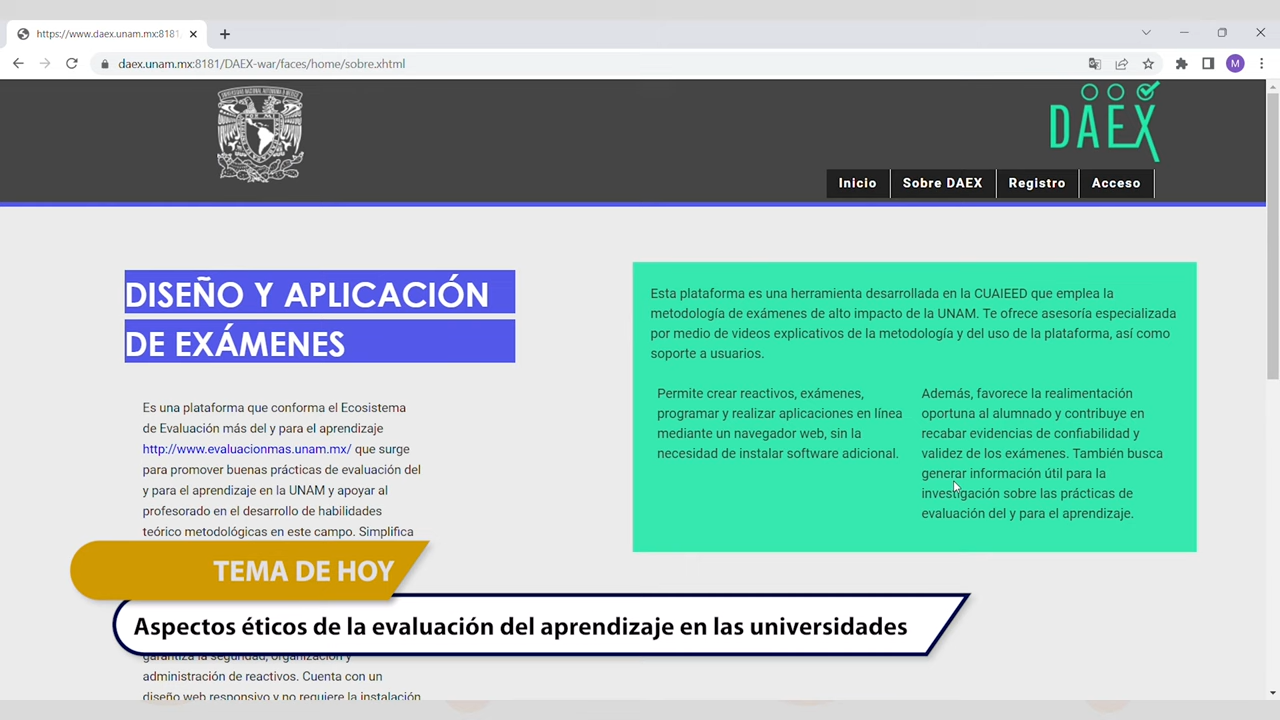 https://www.daex.unam.mx:8181
daex.unam.mx:8181/DAEX-war/faces/home/sobre.xhtml
M
DAEX
Inicio
Sobre DAEX
Registro
Acceso
DISEÑO Y APLICACIÓN
DE EXÁMENES
Es una plataforma que conforma el Ecosistema
de Evaluación más del y para el aprendizaje
http://www.evaluacionmas.unam.mx/ que surge
para promover buenas prácticas de evaluación del
y para el aprendizaje en la UNAM y apoyar al
profesorado en el desarrollo de habilidades
teórico metodológicas en este campo. Simplifica
garantiza la seguridad, organización y
administración de reactivos. Cuenta con un
diseño web responsivo y no requiere la instalación
Esta plataforma es una herramienta desarrollada en la CUAIEED que emplea la
metodología de exámenes de alto impacto de la UNAM. Te ofrece asesoría especializada
por medio de videos explicativos de la metodología y del uso de la plataforma, así como
soporte a usuarios.
Permite crear reactivos, exámenes,
programar y realizar aplicaciones en línea
mediante un navegador web, sin la
necesidad de instalar software adicional.
Además, favorece la realimentación
oportuna al alumnado y contribuye en
recabar evidencias de confiabilidad y
validez de los exámenes. También busca
generar información útil para la
investigación sobre las prácticas de
evaluación del y para el aprendizaje.
TEMA DE HOY
Aspectos éticos de la evaluación del aprendizaje en las universidades